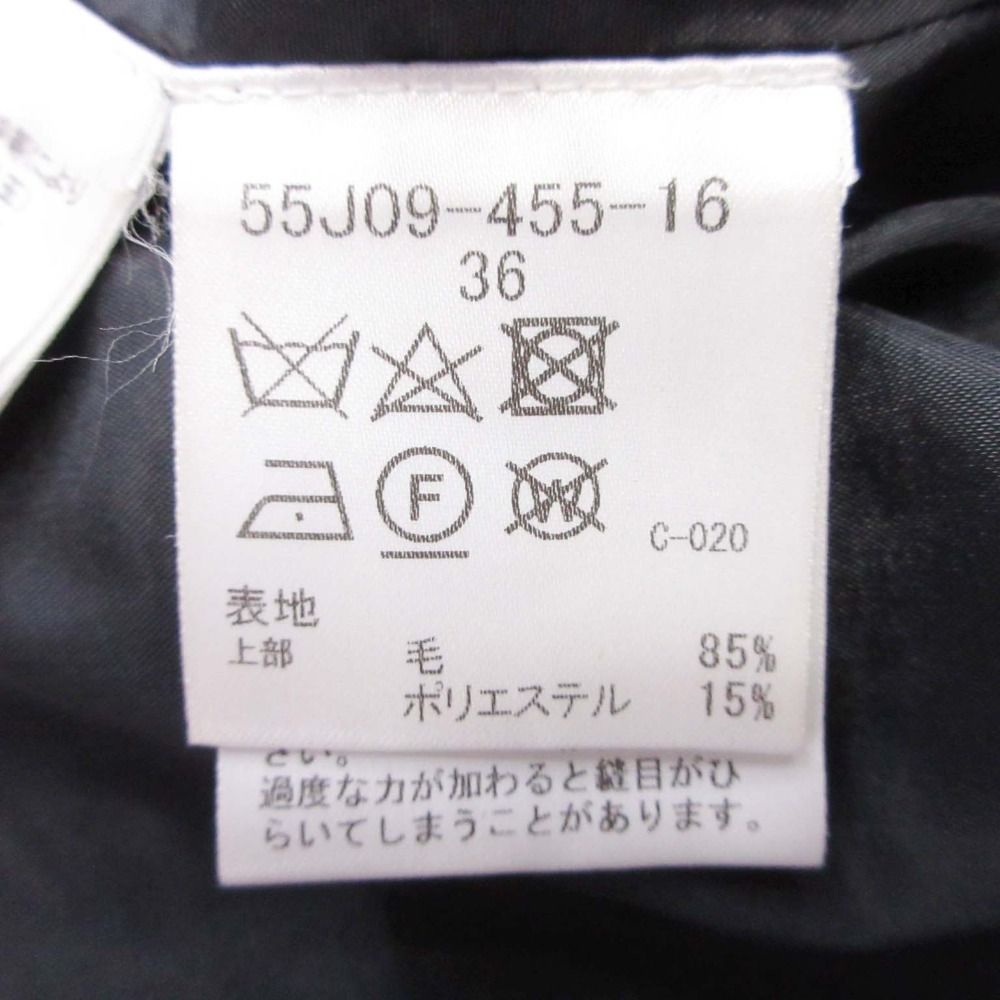 55J09-455-16
36
F
W
C-020
表地
上部 毛 85%
ポリエステル 15%
さい。
過度な力が加わると縫目がひ
らいてしまうことがあります。